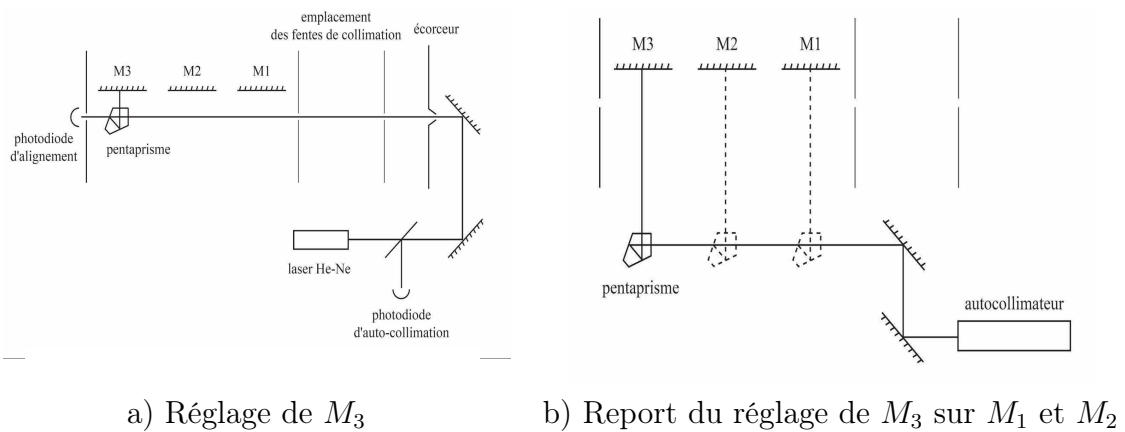 emplacement
des fentes de collimation
écorceur
M3
M2
M1
photodiode
d'alignement
pentaprisme
laser He-Ne
photodiode
d'auto-collimation
M3
M2
M1
pentaprisme
autocollimateur
a) Réglage de M₃
b) Report du réglage de M₃ sur M₁ et M₂